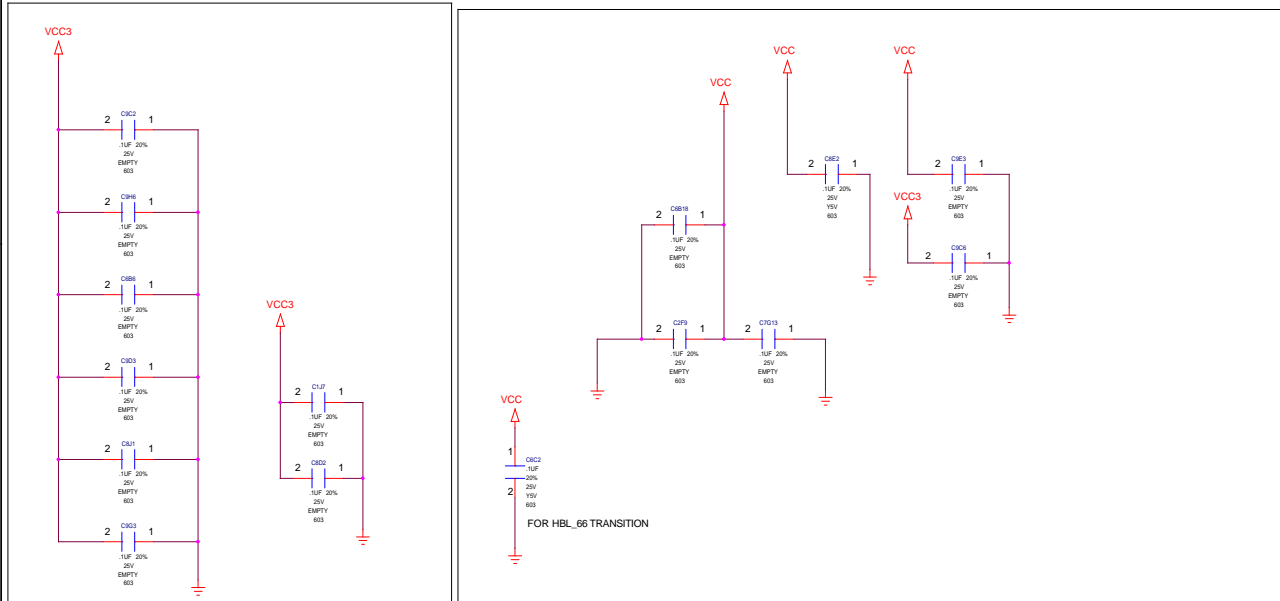 VCC3
C9C2
2 1
.1UF 20%
25V
EMPTY
603
C9H6
2 1
.1UF 20%
25V
EMPTY
603
C6B6
2 1
.1UF 20%
25V
EMPTY
603
C9D3
2 1
.1UF 20%
25V
EMPTY
603
C8J1
2 1
.1UF 20%
25V
EMPTY
603
C9G3
2 1
.1UF 20%
25V
EMPTY
603
VCC3
C1J7
2 1
.1UF 20%
25V
EMPTY
603
C8D2
2 1
.1UF 20%
25V
EMPTY
603
VCC
C6B18
2 1
.1UF 20%
25V
EMPTY
603
C2F9
2 1
.1UF 20%
25V
EMPTY
603
C7G13
2 1
.1UF 20%
25V
EMPTY
603
VCC
C8E2
2 1
.1UF 20%
25V
Y5V
603
VCC
C9E3
2 1
.1UF 20%
25V
EMPTY
603
VCC3
C9C6
2 1
.1UF 20%
25V
EMPTY
603
VCC
1
C6C2
.1UF
20%
25V
Y5V
603
2
FOR HBL_66 TRANSITION